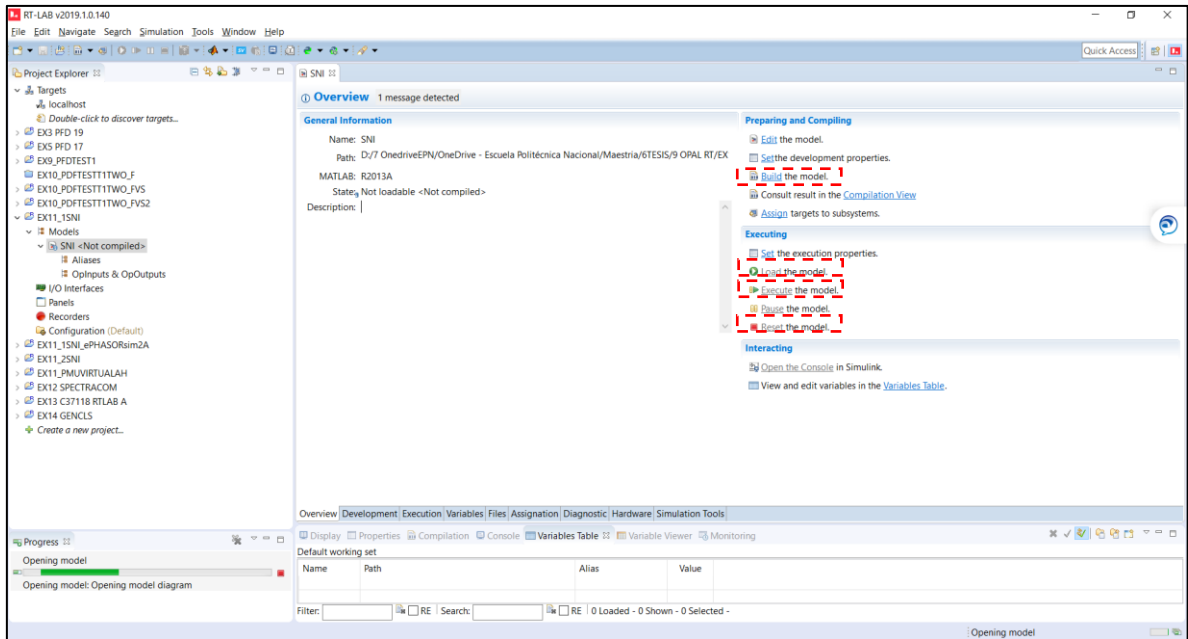 RT-LAB v2019.1.0.140
File Edit Navigate Search Simulation Tools Window Help
Quick Access
Project Explorer
Targets
localhost
Double-click to discover targets...
EX3 PFD 19
EX5 PFD 17
EX9_PFDTEST1
EX10_PDFTESTT1TWO_F
EX10_PDFTESTT1TWO_FVS
EX10_PDFTESTT1TWO_FVS2
EX11_1SNI
Models
SNI <Not compiled>
Aliases
OpInputs & OpOutputs
I/O Interfaces
Panels
Recorders
Configuration (Default)
EX11_1SNI_ePHASORsim2A
EX11_2SNI
EX11_PMUVIRTUALAH
EX12 SPECTRACOM
EX13 C37118 RTLAB A
EX14 GENCLS
Create a new project...
SNI
Overview 1 message detected
General Information
Name: SNI
Path: D:/7 OnedriveEPN/OneDrive - Escuela Politécnica Nacional/Maestria/6TESIS/9 OPAL RT/EX
MATLAB: R2013A
State: Not loadable <Not compiled>
Description:
Preparing and Compiling
Edit the model.
Set the development properties.
Build the model.
Consult result in the Compilation View
Assign targets to subsystems.
Executing
Set the execution properties.
Load the model.
Execute the model.
Pause the model.
Reset the model.
Interacting
Open the Console in Simulink.
View and edit variables in the Variables Table.
Overview Development Execution Variables Files Assignation Diagnostic Hardware Simulation Tools
Progress
Opening model
Opening model: Opening model diagram
Display Properties Compilation Console Variables Table Variable Viewer Monitoring
Default working set
Name Path Alias Value
Filter: RE Search: RE 0 Loaded - 0 Shown - 0 Selected -
Opening model